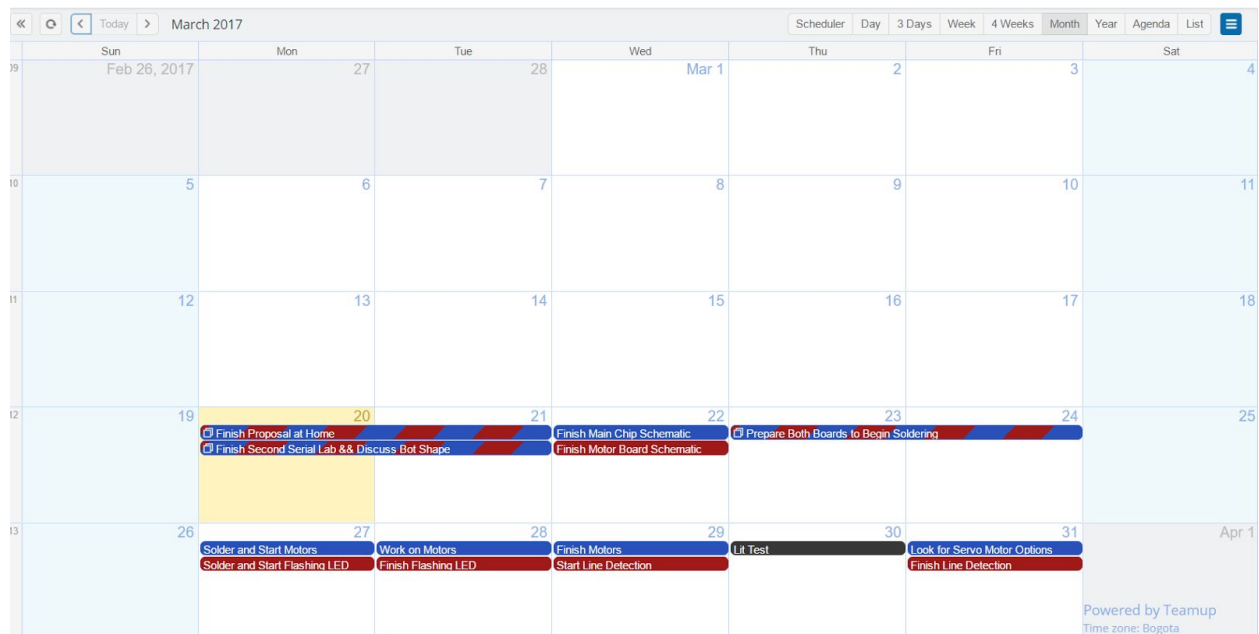 « Today March 2017 Scheduler Day 3 Days Week 4 Weeks Month Year Agenda List
Sun Mon Tue Wed Thu Fri Sat
09 Feb 26, 2017 27 28 Mar 1 2 3 4
10 5 6 7 8 9 10 11
11 12 13 14 15 16 17 18
12 19 20 21 22 23 24 25
Finish Proposal at Home Finish Main Chip Schematic Prepare Both Boards to Begin Soldering
Finish Second Serial Lab && Discuss Bot Shape Finish Motor Board Schematic
13 26 27 28 29 30 31 Apr 1
Solder and Start Motors Work on Motors Finish Motors Lit Test Look for Servo Motor Options
Solder and Start Flashing LED Finish Flashing LED Start Line Detection Finish Line Detection
Powered by Teamup
Time zone: Bogota